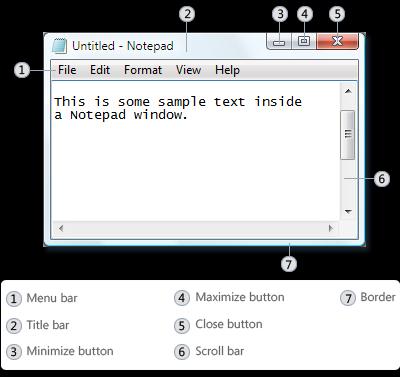 2 3 4 5
Untitled - Notepad
1 File Edit Format View Help
This is some sample text inside
a Notepad window.
6
7
1 Menu bar 4 Maximize button 7 Border
2 Title bar 5 Close button
3 Minimize button 6 Scroll bar